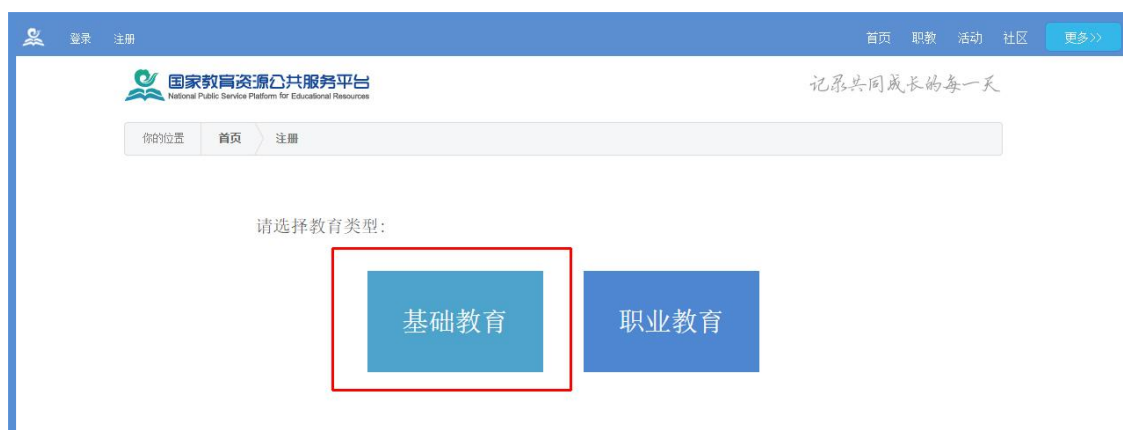 登录 注册 首页 职教 活动 社区 更多>>
国家教育资源公共服务平台 记录共同成长的每一天
National Public Service Platform for Educational Resources
你的位置 首页 注册
请选择教育类型:
基础教育 职业教育